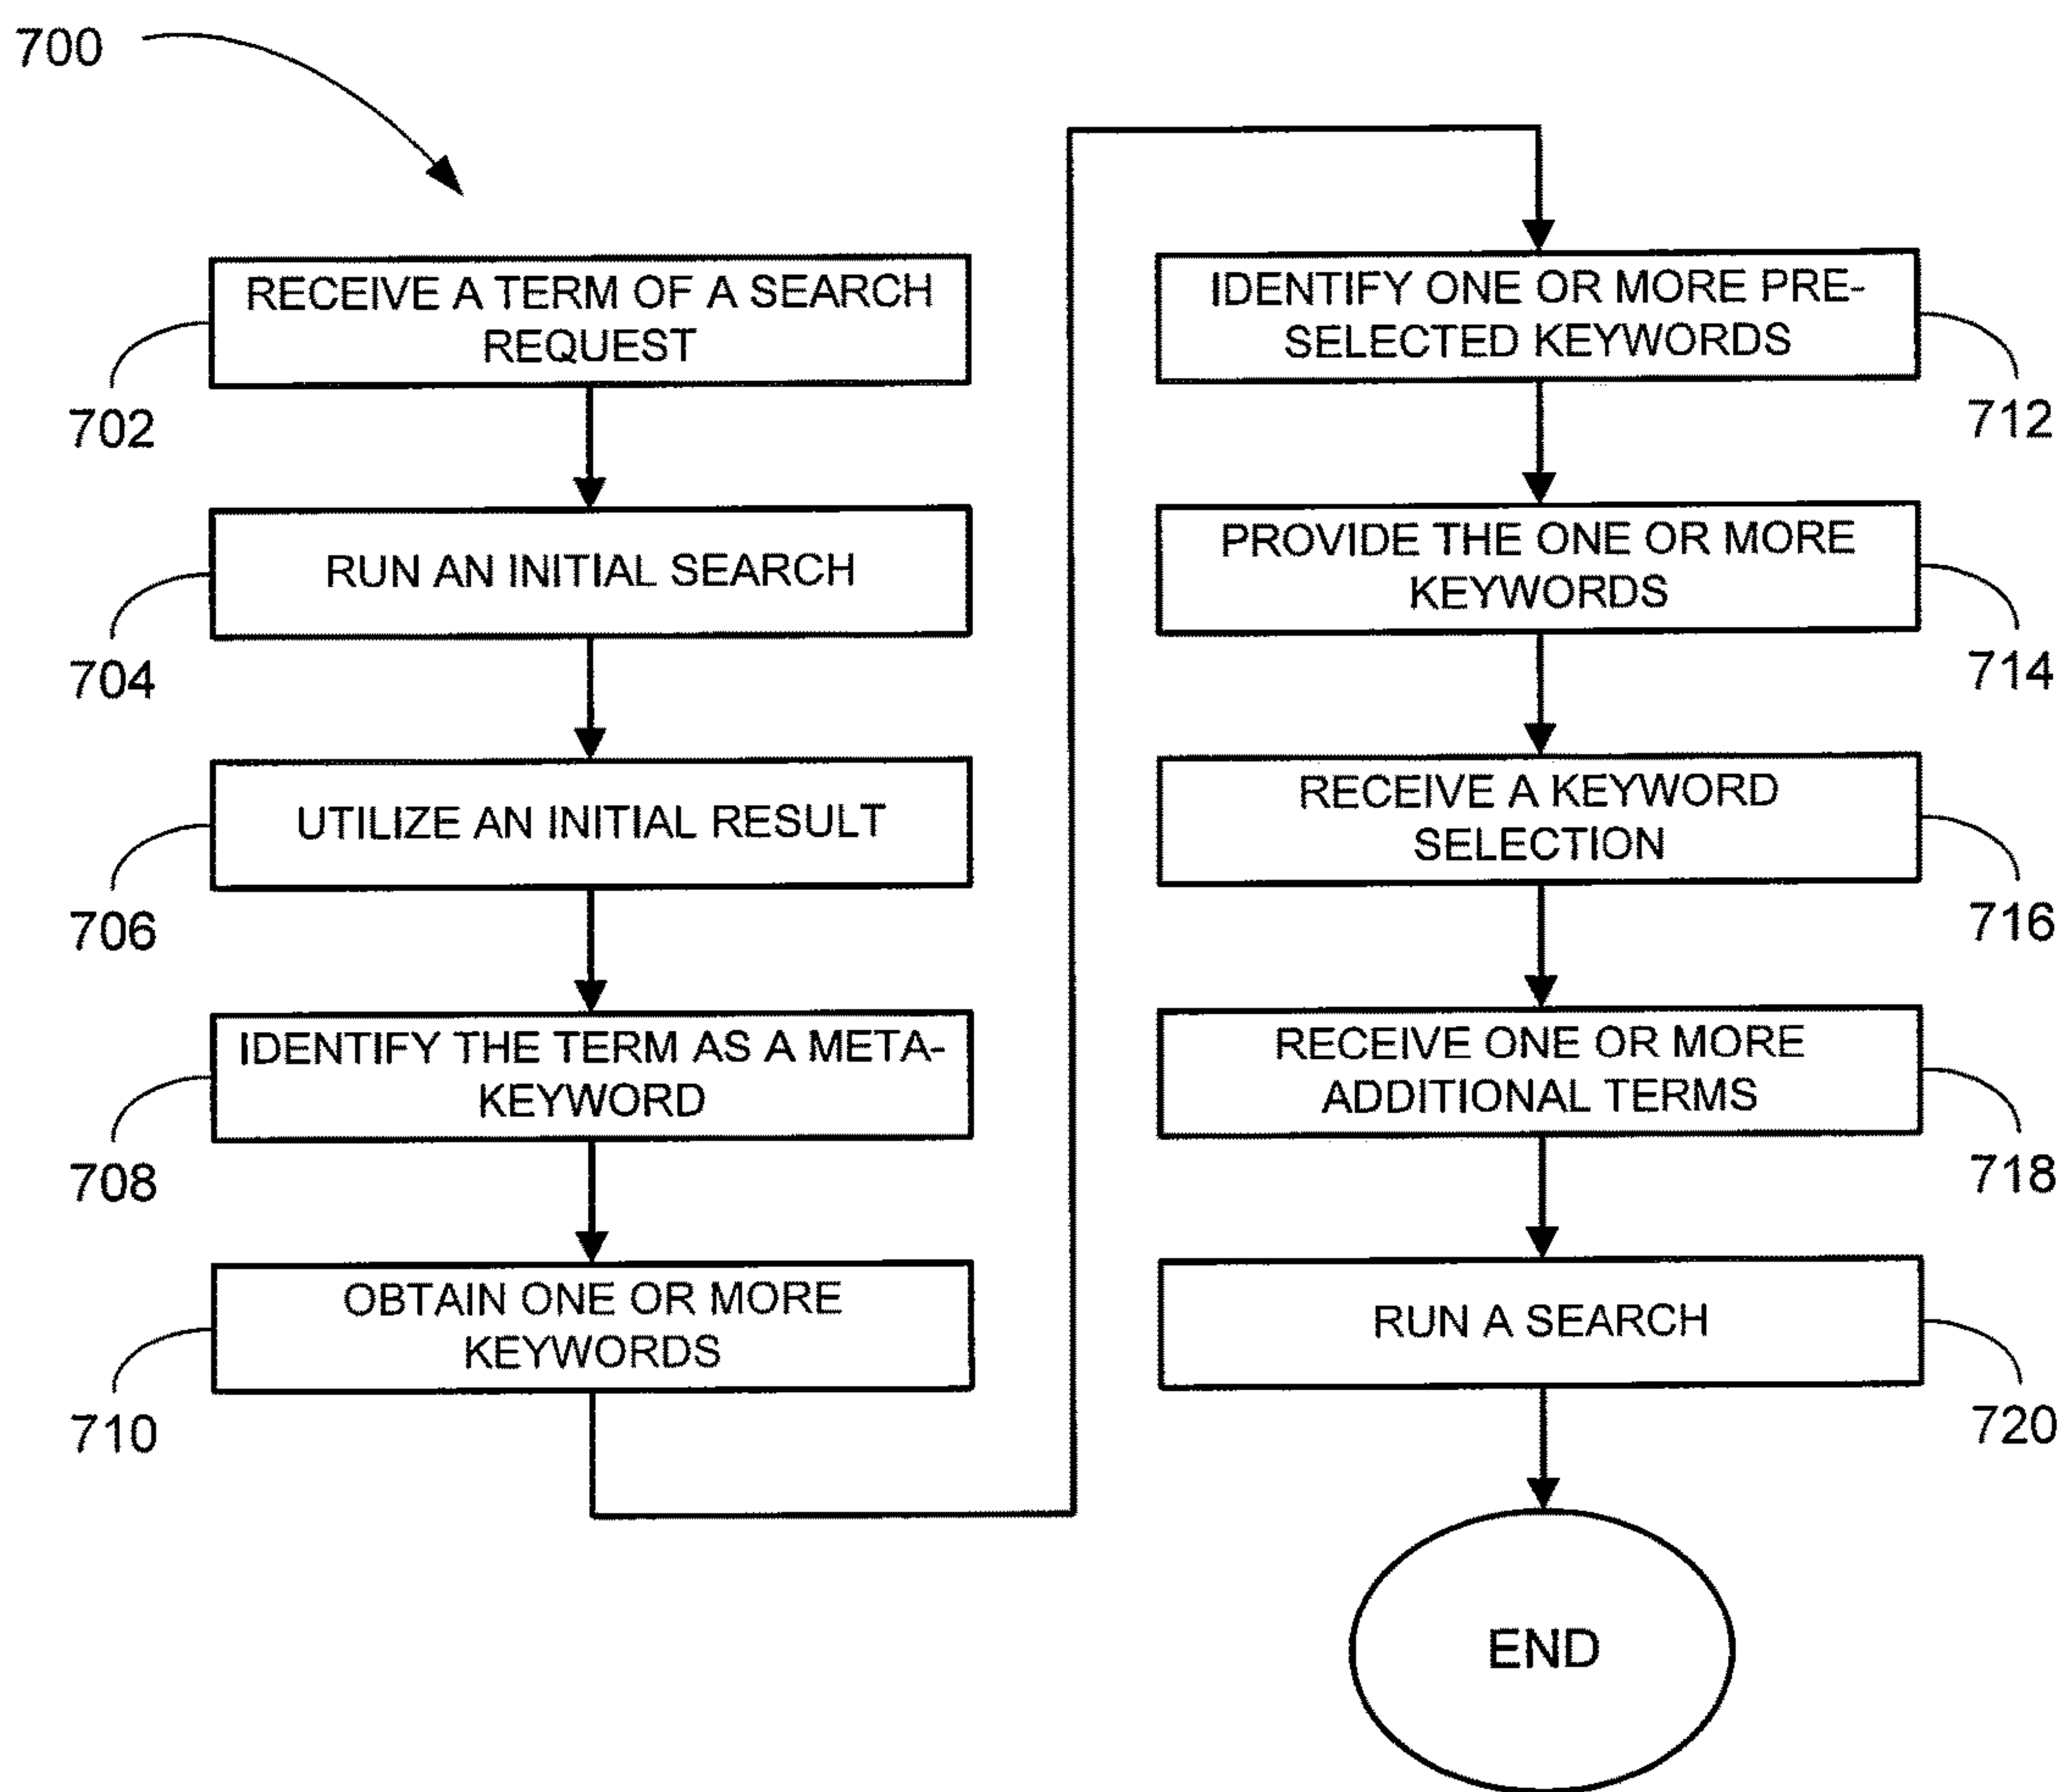 700
RECEIVE A TERM OF A SEARCH
REQUEST
702
RUN AN INITIAL SEARCH
704
UTILIZE AN INITIAL RESULT
706
IDENTIFY THE TERM AS A META-
KEYWORD
708
OBTAIN ONE OR MORE
KEYWORDS
710
IDENTIFY ONE OR MORE PRE-
SELECTED KEYWORDS
712
PROVIDE THE ONE OR MORE
KEYWORDS
714
RECEIVE A KEYWORD
SELECTION
716
RECEIVE ONE OR MORE
ADDITIONAL TERMS
718
RUN A SEARCH
720
END